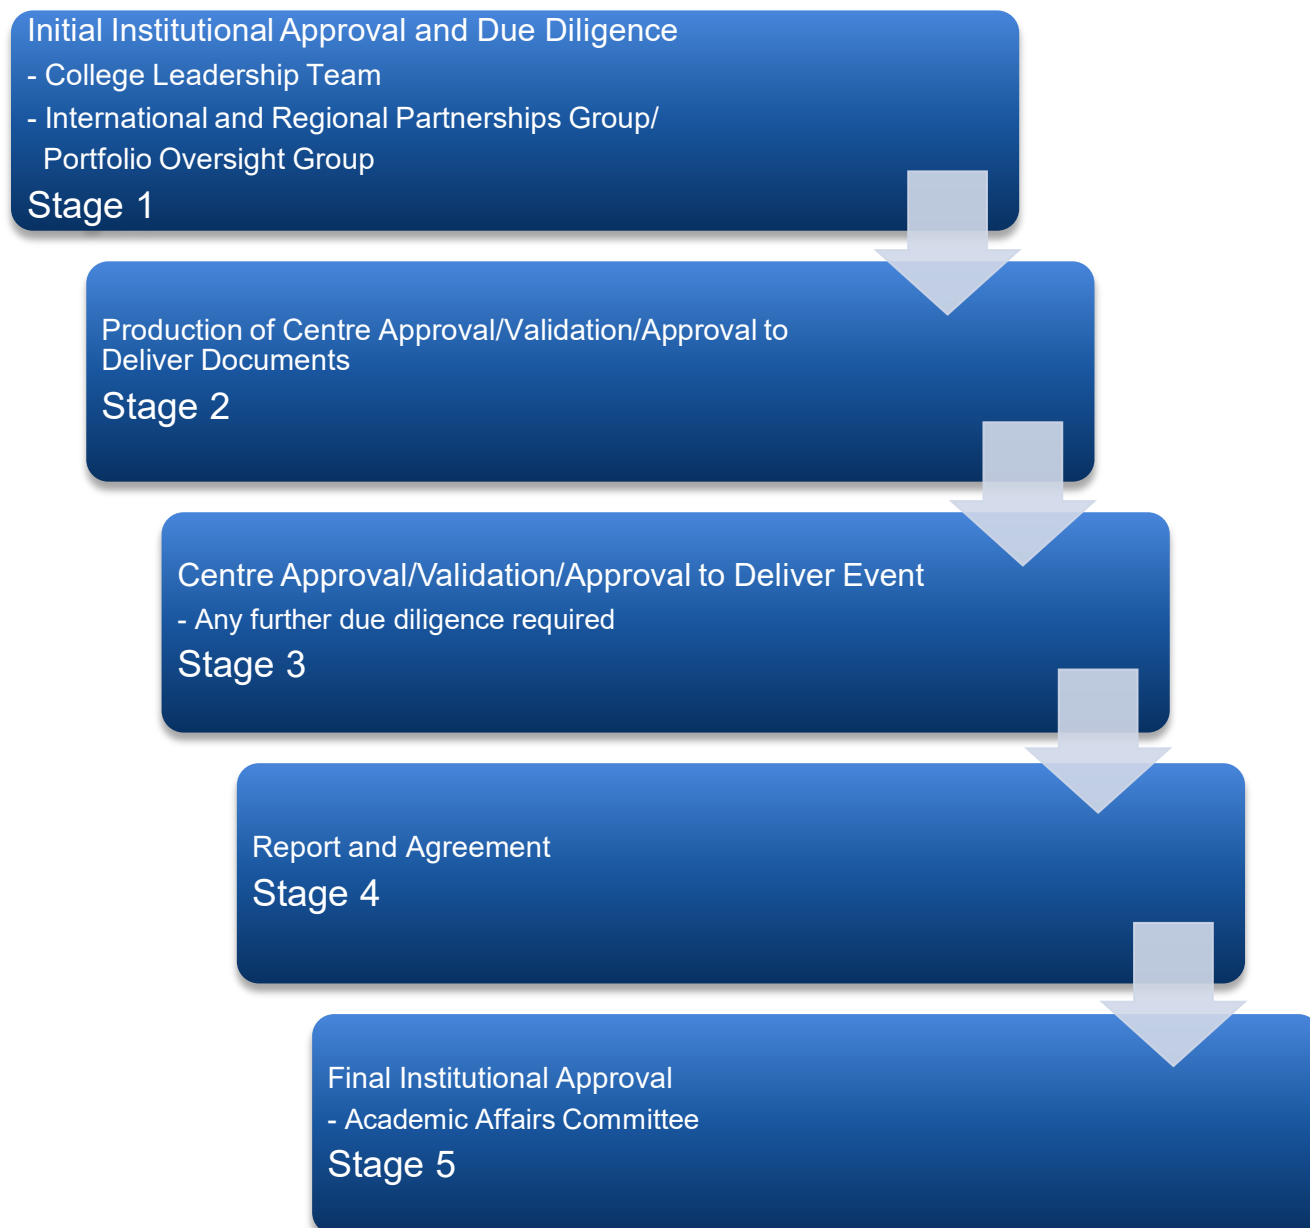 Initial Institutional Approval and Due Diligence
- College Leadership Team
- International and Regional Partnerships Group/
Portfolio Oversight Group
Stage 1
Production of Centre Approval/Validation/Approval to
Deliver Documents
Stage 2
Centre Approval/Validation/Approval to Deliver Event
- Any further due diligence required
Stage 3
Report and Agreement
Stage 4
Final Institutional Approval
- Academic Affairs Committee
Stage 5